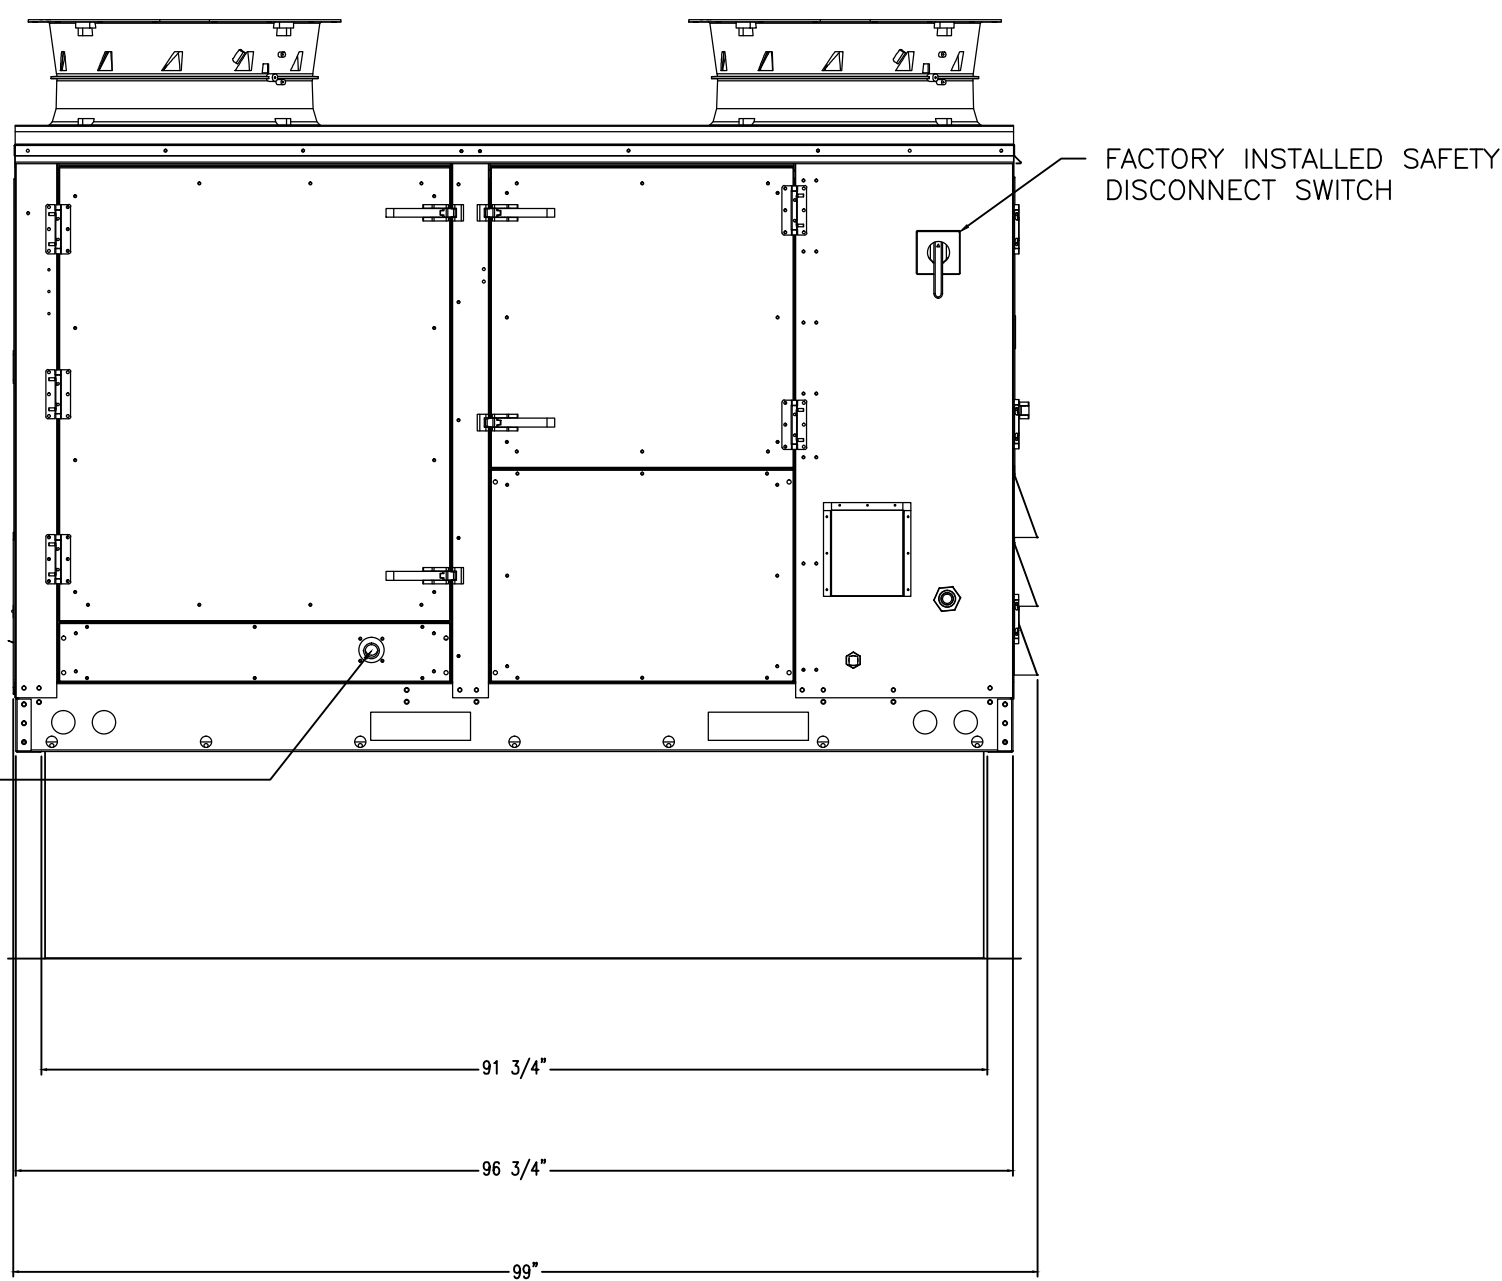 FACTORY INSTALLED SAFETY
DISCONNECT SWITCH
91 3/4"
96 3/4"
99"